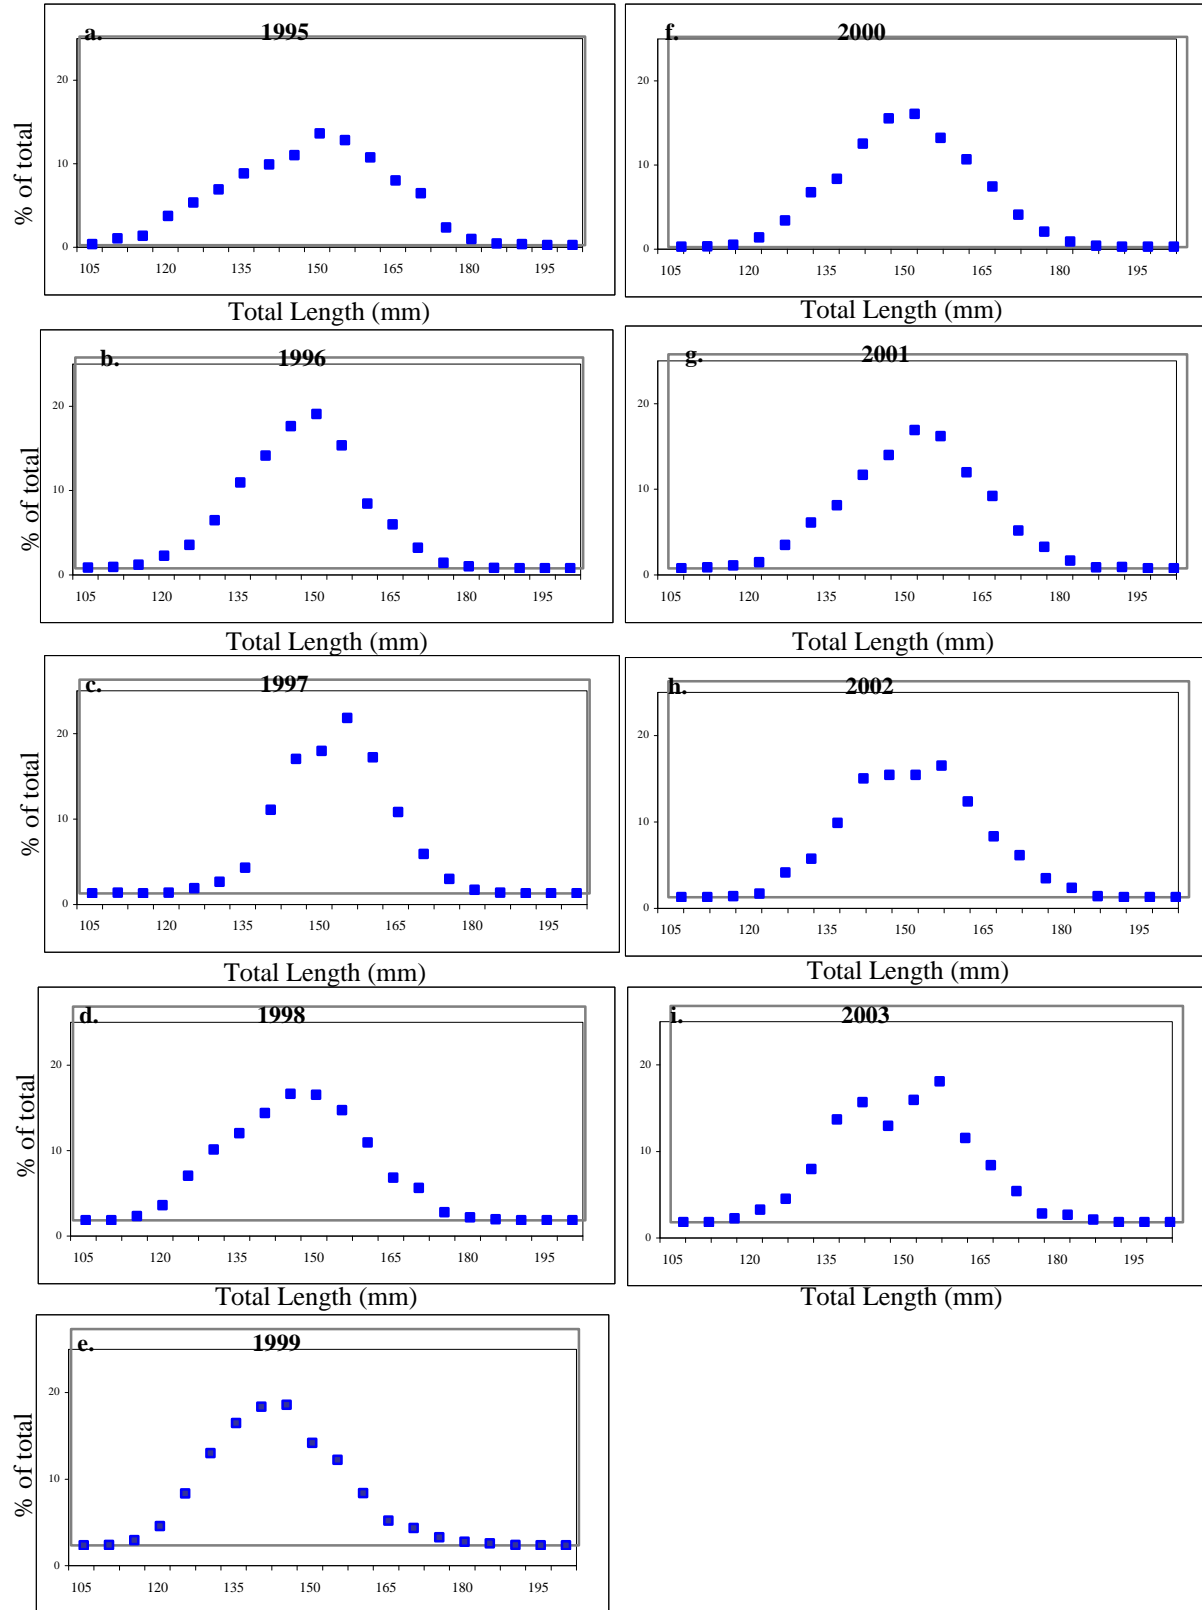 a. 1995
% of total
20
10
0
105 120 135 150 165 180 195
Total Length (mm)
b. 1996
% of total
20
10
0
105 120 135 150 165 180 195
Total Length (mm)
c. 1997
% of total
20
10
0
105 120 135 150 165 180 195
Total Length (mm)
d. 1998
% of total
20
10
0
105 120 135 150 165 180 195
Total Length (mm)
e. 1999
% of total
20
10
0
105 120 135 150 165 180 195
f. 2000
20
10
0
105 120 135 150 165 180 195
Total Length (mm)
g. 2001
20
10
0
105 120 135 150 165 180 195
Total Length (mm)
h. 2002
20
10
0
105 120 135 150 165 180 195
Total Length (mm)
i. 2003
20
10
0
105 120 135 150 165 180 195
Total Length (mm)